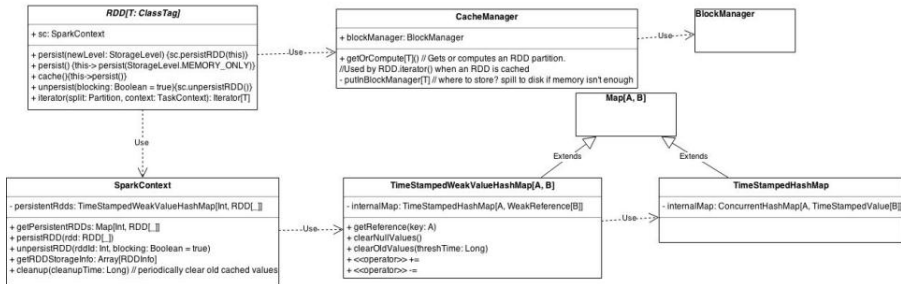 RDD[T: ClassTag]
+ sc: SparkContext
+ persist(newLevel: StorageLevel) {sc.persistRDD(this)}
+ persist() {this-> persist(StorageLevel.MEMORY_ONLY)}
+ cache(){this->persist()}
+ unpersist(blocking: Boolean = true){sc.unpersistRDD()}
+ iterator(split: Partition, context: TaskContext): Iterator[T]
Use
CacheManager
+ blockManager: BlockManager
+ getOrCompute[T]() // Gets or computes an RDD partition.
//Used by RDD.iterator() when an RDD is cached
- putInBlockManager[T] // where to store? spill to disk if memory isn't enough
Use
BlockManager
Map[A, B]
Use
Extends
Extends
SparkContext
- persistentRdds: TimeStampedWeakValueHashMap[Int, RDD[_]]
+ getPersistentRDDs: Map[Int, RDD[_]]
+ persistRDD(rdd: RDD[_])
+ unpersistRDD(rddId: Int, blocking: Boolean = true)
+ getRDDStorageInfo: Array[RDDInfo]
+ cleanup(cleanupTime: Long) // periodically clear old cached values
Use
TimeStampedWeakValueHashMap[A, B]
- internalMap: TimeStampedHashMap[A, WeakReference[B]]
+ getReference(key: A)
+ clearNullValues()
+ clearOldValues(threshTime: Long)
+ <<operator>> +=
+ <<operator>> -=
Use
TimeStampedHashMap
- internalMap: ConcurrentHashMap[A, TimeStampedValue[B]]